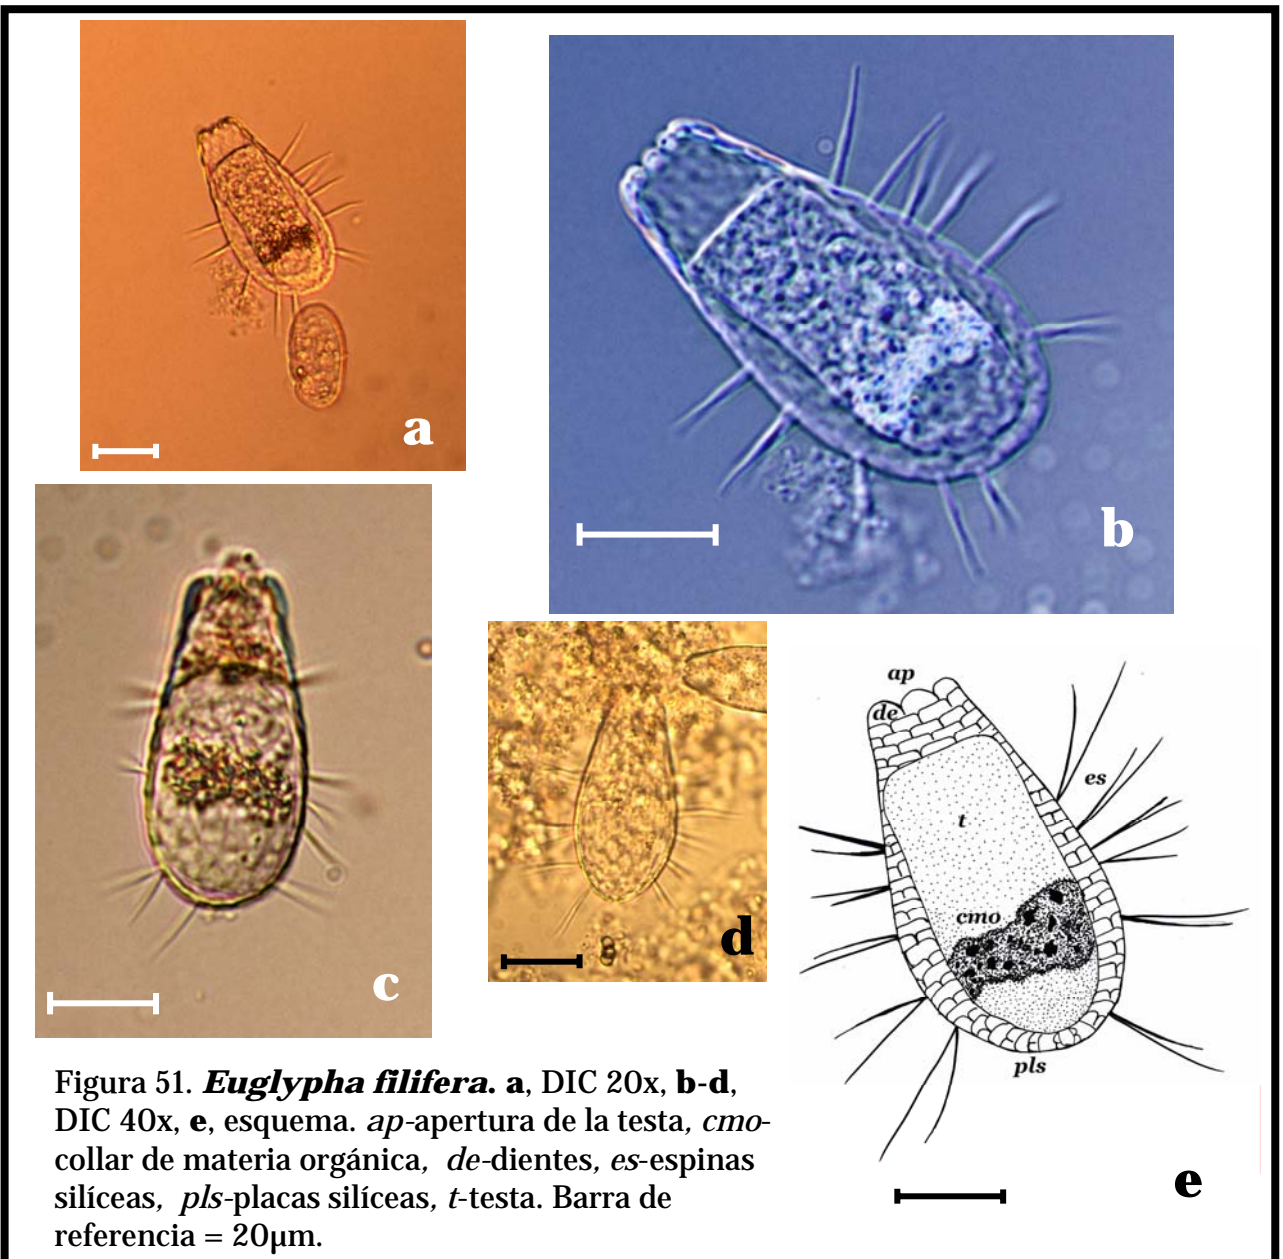 a
b
c
d
ap
de
es
t
cmo
pls
e
Figura 51. Euglypha filifera. a, DIC 20x, b-d,
DIC 40x, e, esquema. ap-apertura de la testa, cmo-
collar de materia orgánica, de-dientes, es-espinas
silíceas, pls-placas silíceas, t-testa. Barra de
referencia = 20µm.